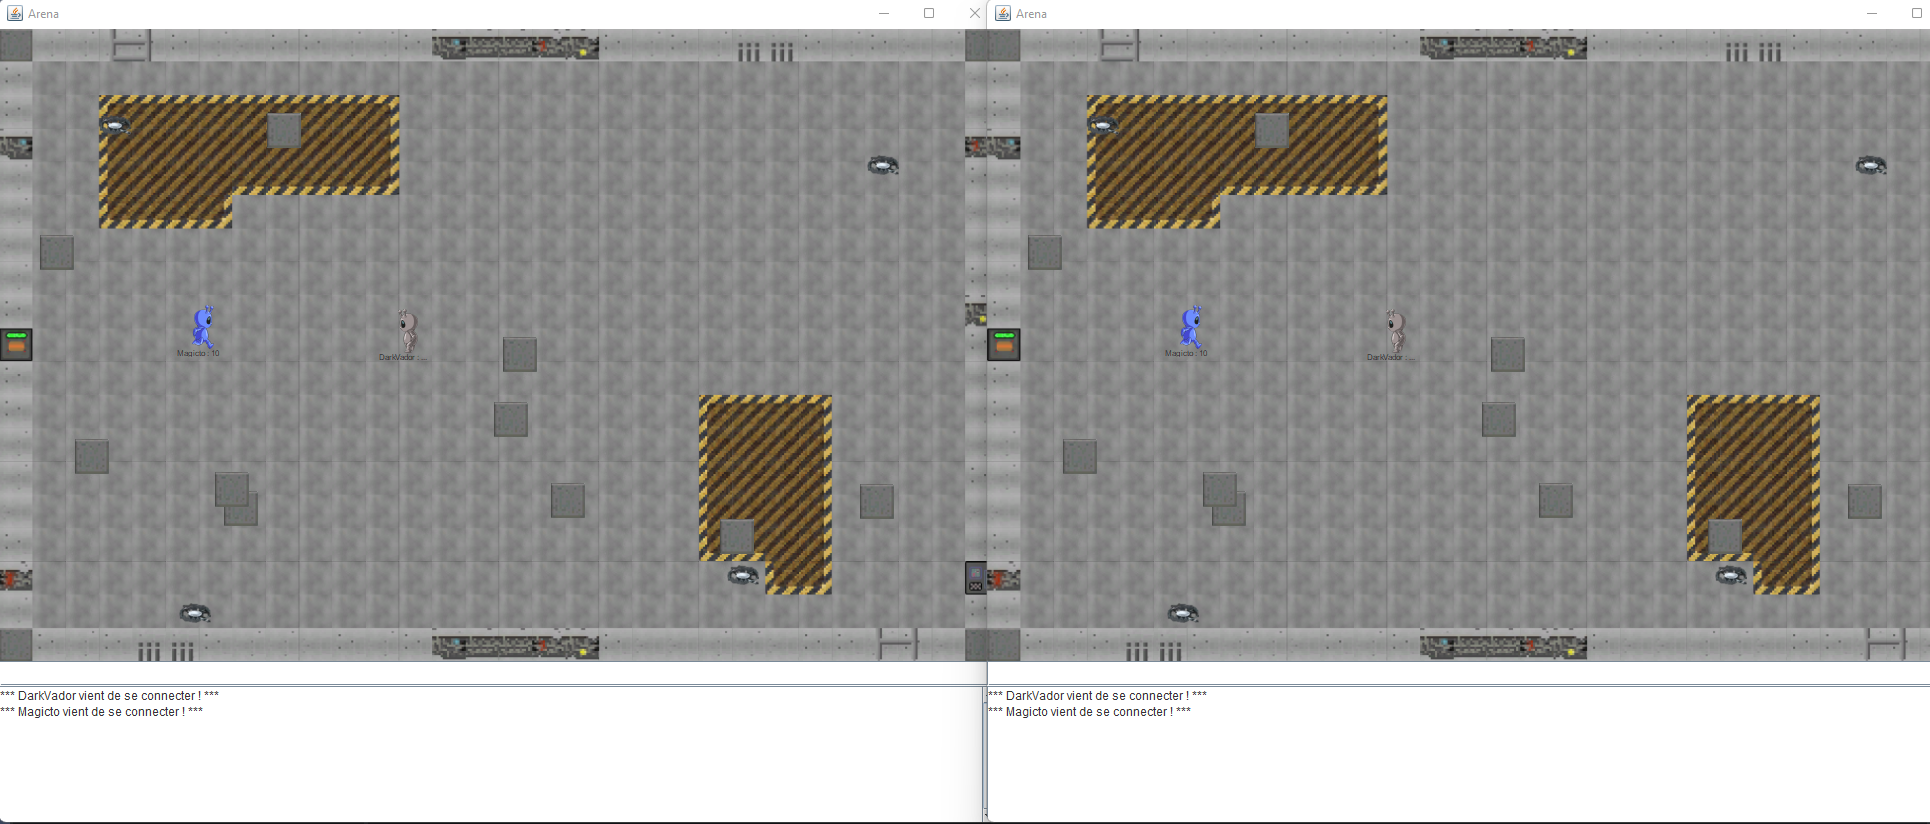 Arena
Magicto : 10
DarkVador : ...
*** DarkVador vient de se connecter ! ***
*** Magicto vient de se connecter ! ***
Arena
Magicto : 10
DarkVador : ...
*** DarkVador vient de se connecter ! ***
*** Magicto vient de se connecter ! ***